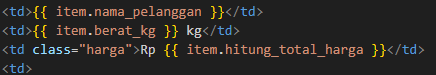 <td>{{ item.nama_pelanggan }}</td>
<td>{{ item.berat_kg }} kg</td>
<td class="harga">Rp {{ item.hitung_total_harga }}</td>
<td>